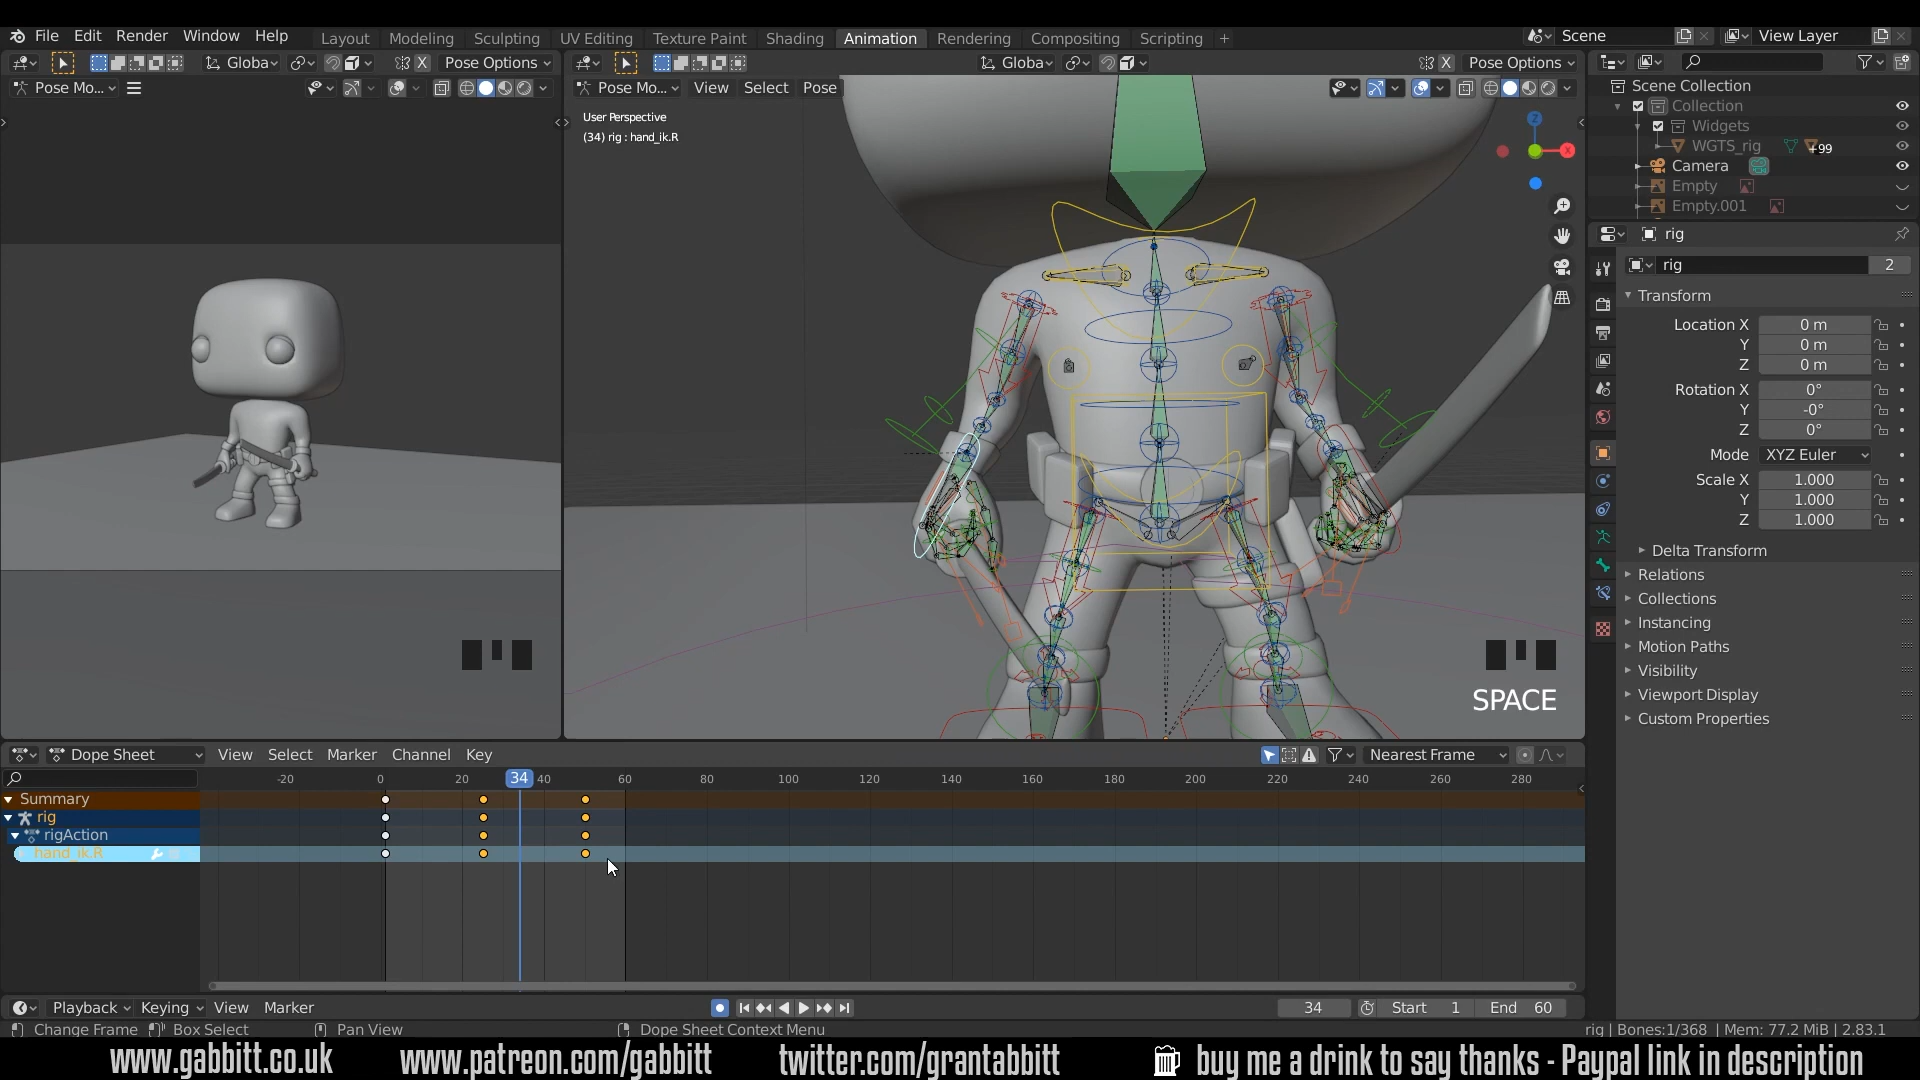 File Edit Render Window Help
Layout Modeling Sculpting UV Editing Texture Paint Shading Animation Rendering Compositing Scripting +
Scene
View Layer
Globa
X
Pose Options
Globa
X
Pose Options
Pose Mo...
Pose Mo...
View Select Pose
User Perspective
(34) rig : hand_ik.R
Z
X
Scene Collection
Collection
Widgets
WGTS_rig
+99
Camera
Empty
Empty.001
rig
rig
2
Transform
Location X 0 m
Y 0 m
Z 0 m
Rotation X 0°
Y -0°
Z 0°
Mode XYZ Euler
Scale X 1.000
Y 1.000
Z 1.000
Delta Transform
Relations
Collections
Instancing
Motion Paths
Visibility
Viewport Display
Custom Properties
SPACE
Dope Sheet
View Select Marker Channel Key
Nearest Frame
-20 0 20 34 40 60 80 100 120 140 160 180 200 220 240 260 280
Summary
rig
rigAction
hand_ik.R
Playback Keying View Marker
34
Start 1
End 60
Change Frame
Box Select
Pan View
Dope Sheet Context Menu
rig | Bones:1/368 | Mem: 77.2 MiB | 2.83.1
www.gabbitt.co.uk www.patreon.com/gabbitt twitter.com/grantabbitt buy me a drink to say thanks - Paypal link in description